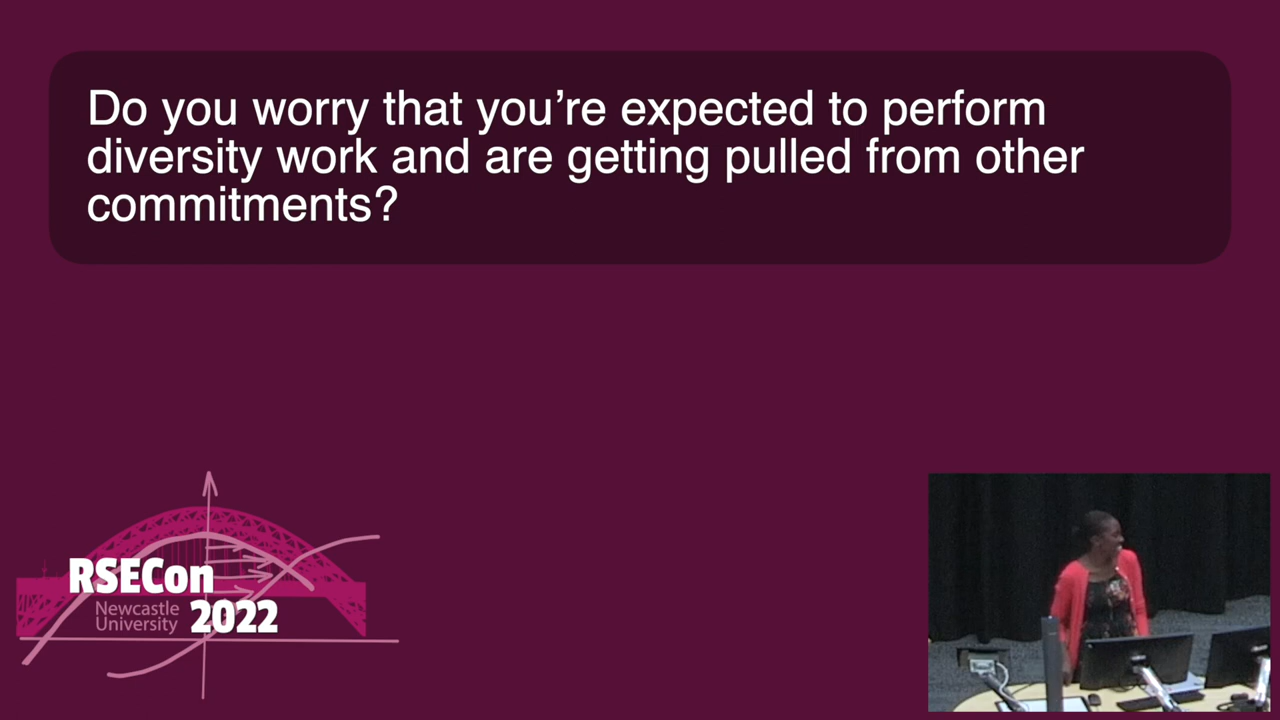 Do you worry that you’re expected to perform
diversity work and are getting pulled from other
commitments?
RSECon
Newcastle
University 2022